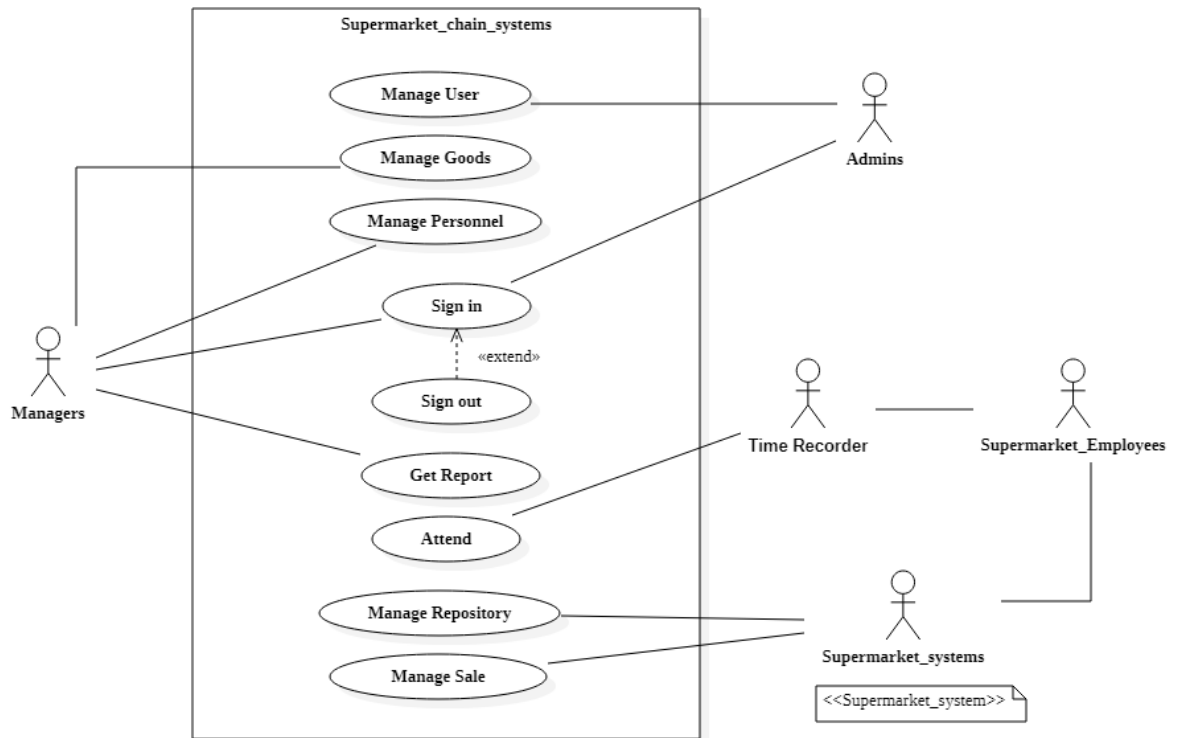 Supermarket_chain_systems
Manage User
Admins
Manage Goods
Manage Personnel
Sign in
«extend»
Managers
Sign out
Time Recorder
Supermarket_Employees
Get Report
Attend
Manage Repository
Supermarket_systems
Manage Sale
<<Supermarket_system>>